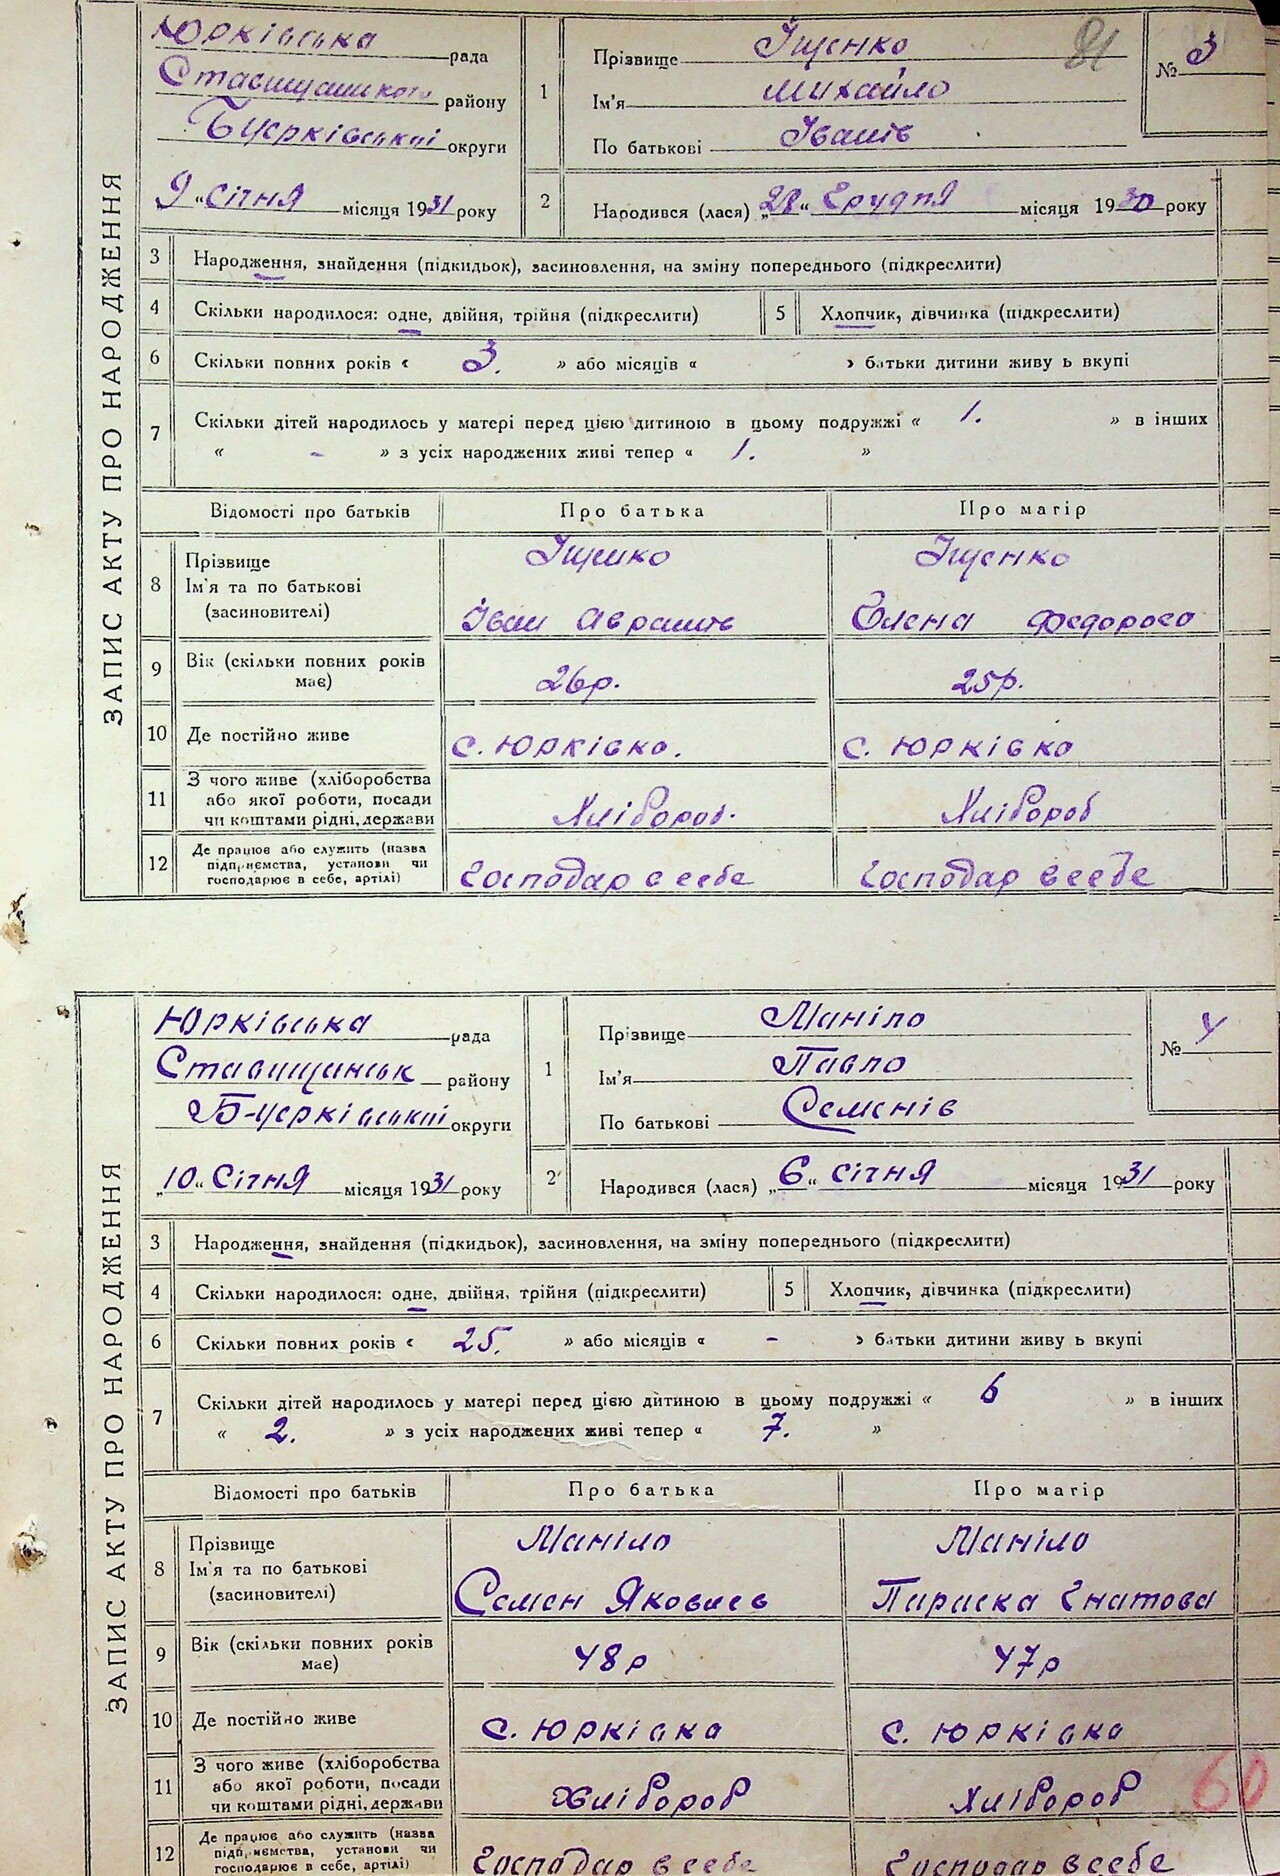 81
ЗАПИС АКТУ ПРО НАРОДЖЕННЯ
Юрківська рада
району
Бцерківської округи
9 „ Січня місяця 1931 року
1
Прізвище Іщенко
Ім'я Михайло
По батькові Іванів
№ 3
2
Народився (лася) „28“ Грудня місяця 1930 року
3 Народження, знайдення (підкидьок), засиновлення, на зміну попереднього (підкреслити)
4 Скільки народилося: одне, двійня, трійня (підкреслити) 5 Хлопчик, дівчинка (підкреслити)
6 Скільки повних років « 3. » або місяців « › батьки дитини живу ь вкупі
7 Скільки дітей народилось у матері перед цією дитиною в цьому подружжі « 1. » в інших
« - » з усіх народжених живі тепер « 1. »
Відомості про батьків Про батька Про матір
8 Прізвище Іщенко Іщенко
Ім'я та по батькові
(засиновителі) Іван Аврамів Олена Федорова
9 Вік (скільки повних років 26р. 25р.
має)
10 Де постійно живе с. Юрківка. с. Юрківка
11 З чого живе (хліборобства
або якої роботи, посади
чи коштами рідні, держави Хлібороб. Хлібороб
12 Де працює або служить (назва
підприємства, установи чи
господарює в себе, артілі) Господар в себе Господар в себе
ЗАПИС АКТУ ПРО НАРОДЖЕННЯ
Юрківська рада
Ставищанськ району
Б-церківської округи
„10“ Січня місяця 1931 року
1
Прізвище Маніло
Ім'я Павло
По батькові Семенів
№ 4
2
Народився (лася) „6“ січня місяця 1931 року
3 Народження, знайдення (підкидьок), засиновлення, на зміну попереднього (підкреслити)
4 Скільки народилося: одне, двійня, трійня (підкреслити) 5 Хлопчик, дівчинка (підкреслити)
6 Скільки повних років « 25. » або місяців « - › батьки дитини живу ь вкупі
7 Скільки дітей народилось у матері перед цією дитиною в цьому подружжі « 6 » в інших
« 2. » з усіх народжених живі тепер « 7. »
Відомості про батьків Про батька Про матір
8 Прізвище Маніло Маніло
Ім'я та по батькові
(засиновителі) Семен Яковлев Параска Гнатова
9 Вік (скільки повних років 48р 47р
має)
10 Де постійно живе с. Юрківка с. Юрківка
11 З чого живе (хліборобства
або якої роботи, посади
чи коштами рідні, держави Хлібороб Хлібороб
60
12 Де працює або служить (назва
підприємства, установи чи
господарює в себе, артілі) Господар в себе Господар в себе